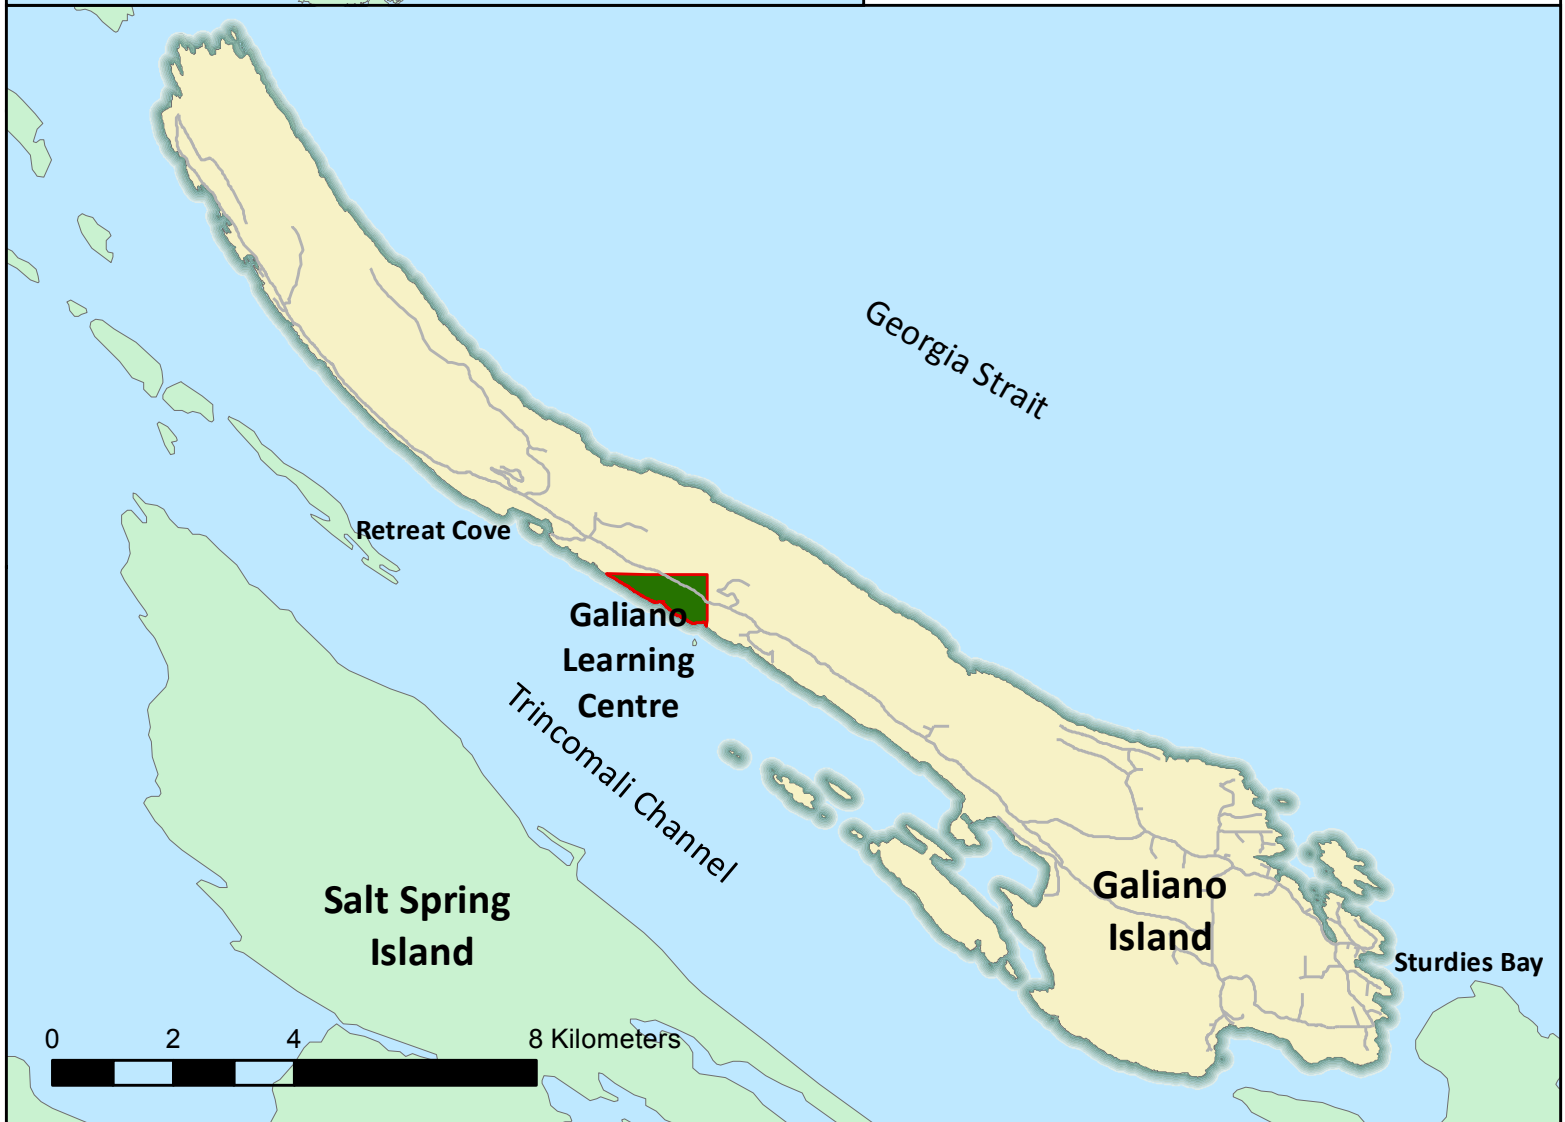 Georgia Strait
Retreat Cove
Galiano
Learning
Centre
Trincomali Channel
Salt Spring
Island
Galiano
Island
Sturdies Bay
0 2 4 8 Kilometers